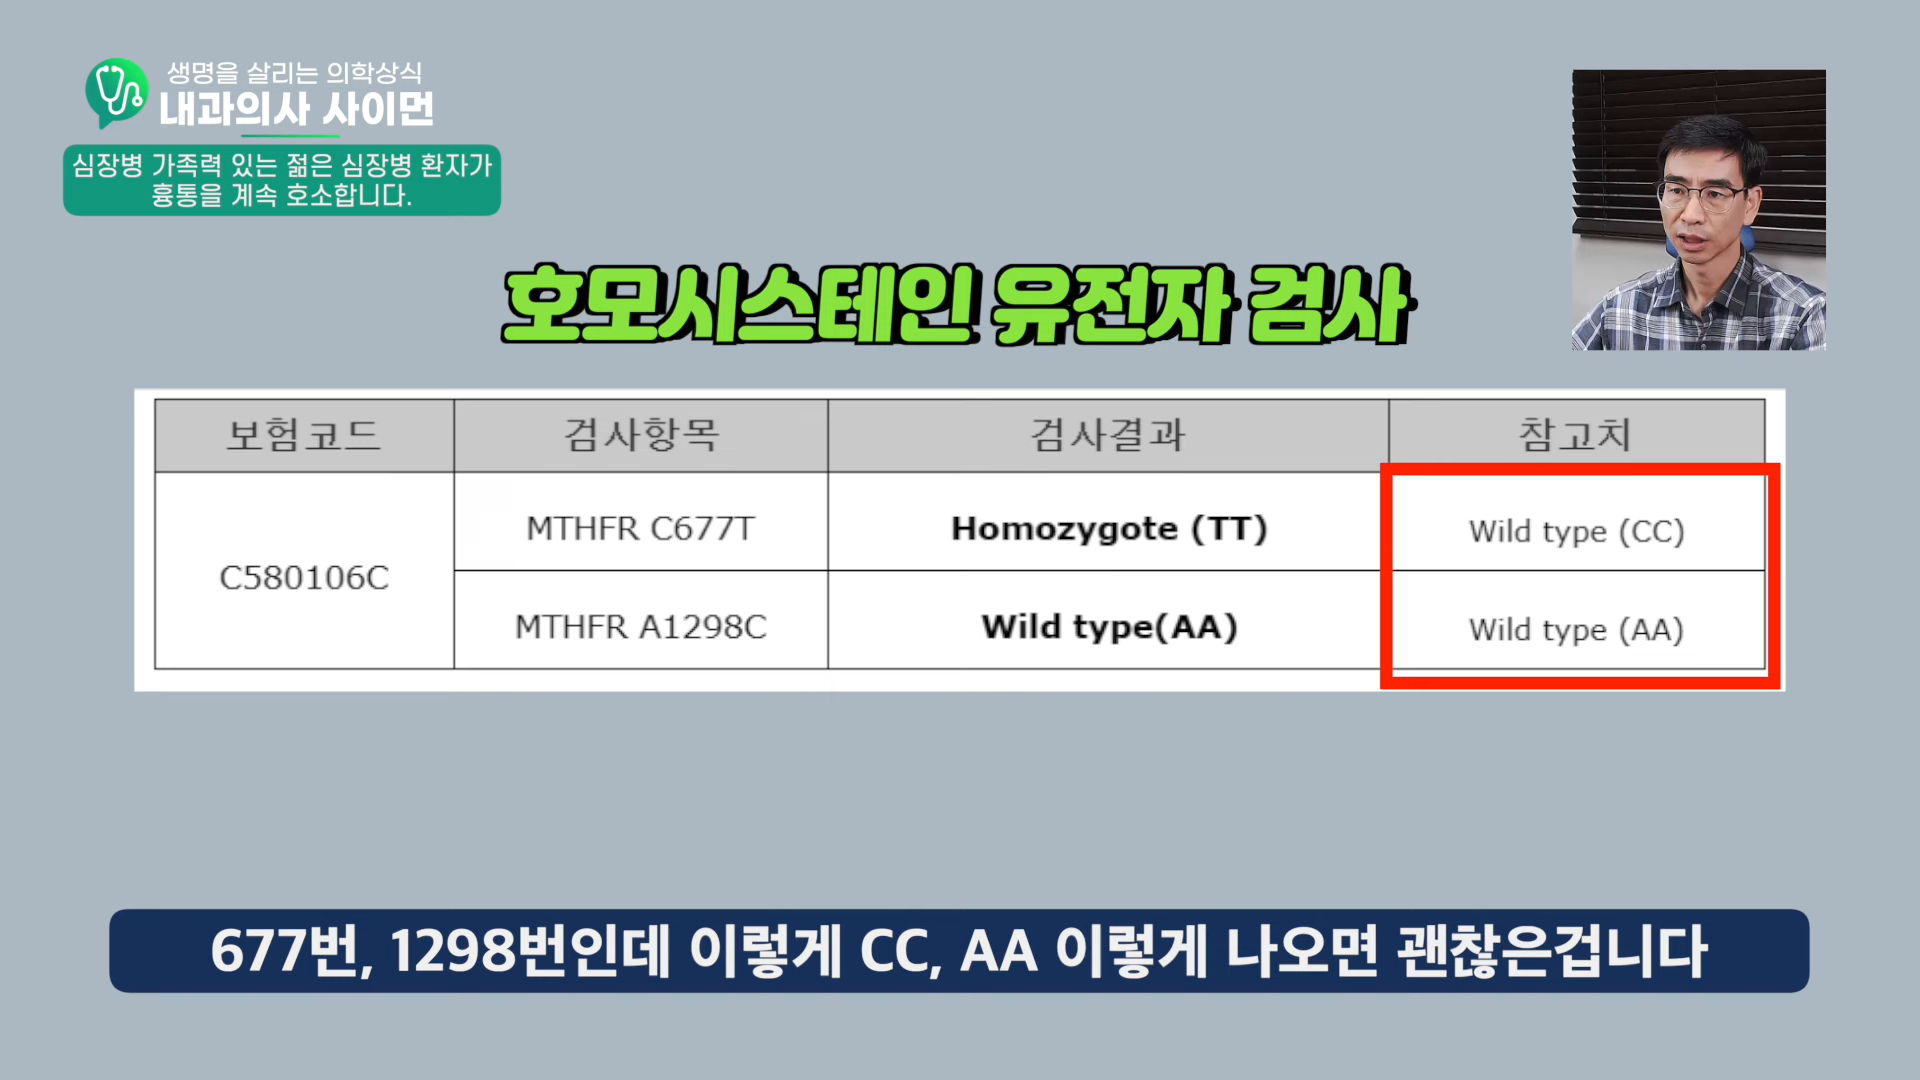 생명을 살리는 의학상식
내과의사 사이먼
심장병 가족력 있는 젊은 심장병 환자가
흉통을 계속 호소합니다.
호모시스테인 유전자 검사
보험코드 검사항목 검사결과 참고치
C580106C
MTHFR C677T Homozygote (TT) Wild type (CC)
MTHFR A1298C Wild type(AA) Wild type (AA)
677번, 1298번인데 이렇게 CC, AA 이렇게 나오면 괜찮은겁니다